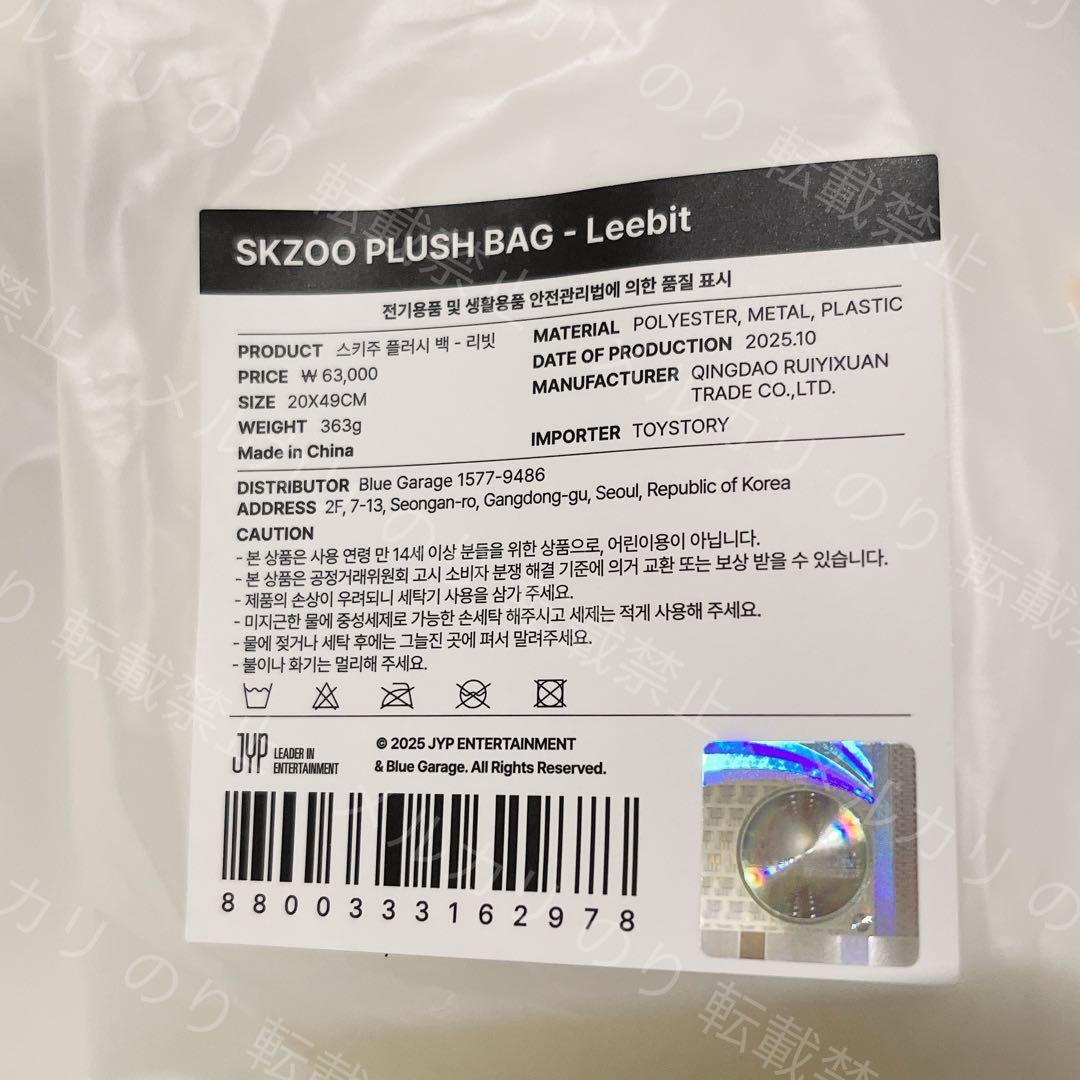 SKZOO PLUSH BAG - Leebit
전기용품 및 생활용품 안전관리법에 의한 품질 표시
PRODUCT 스키주 플러시 백 - 리빗
PRICE ₩ 63,000
SIZE 20X49CM
WEIGHT 363g
Made in China
MATERIAL POLYESTER, METAL, PLASTIC
DATE OF PRODUCTION 2025.10
MANUFACTURER QINGDAO RUIYIXUAN
TRADE CO.,LTD.
IMPORTER TOYSTORY
DISTRIBUTOR Blue Garage 1577-9486
ADDRESS 2F, 7-13, Seongan-ro, Gangdong-gu, Seoul, Republic of Korea
CAUTION
- 본 상품은 사용 연령 만 14세 이상 분들을 위한 상품으로, 어린이용이 아닙니다.
- 본 상품은 공정거래위원회 고시 소비자 분쟁 해결 기준에 의거 교환 또는 보상 받을 수 있습니다.
- 제품의 손상이 우려되니 세탁기 사용을 삼가 주세요.
- 미지근한 물에 중성세제로 가능한 손세탁 해주시고 세제는 적게 사용해 주세요.
- 물에 젖거나 세탁 후에는 그늘진 곳에 펴서 말려주세요.
- 불이나 화기는 멀리해 주세요.
JYP LEADER IN
ENTERTAINMENT
© 2025 JYP ENTERTAINMENT
& Blue Garage. All Rights Reserved.
8800333162978
メルカリ のり 転載禁止